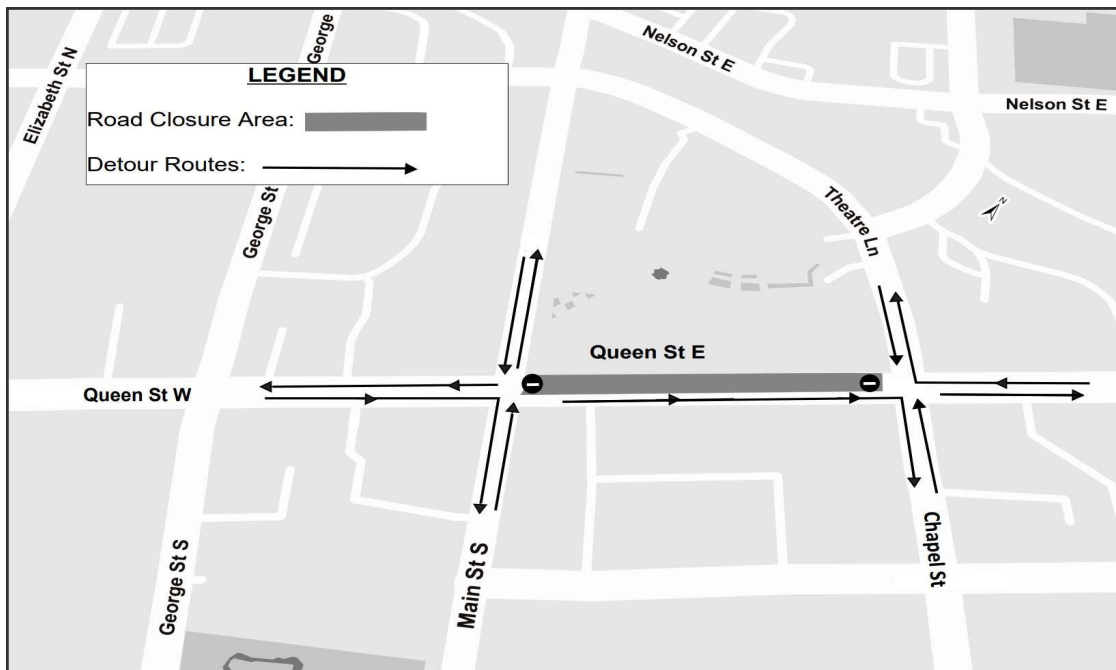 Elizabeth St N
George
Nelson St E
Nelson St E
LEGEND
Road Closure Area:
Detour Routes:
George St
Theatre Ln
N
Queen St E
Queen St W
George St S
Main St S
Chapel St